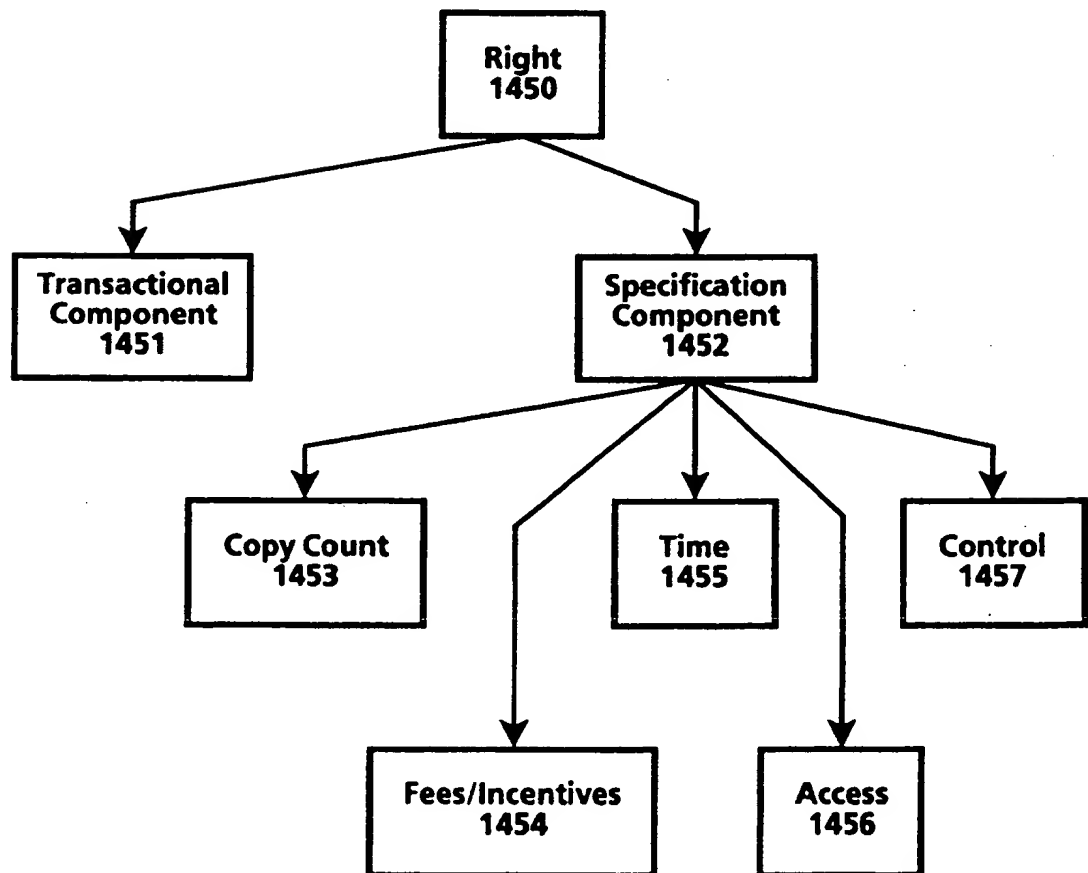 Right
1450
Transactional
Component
1451
Specification
Component
1452
Copy Count
1453
Time
1455
Control
1457
Fees/Incentives
1454
Access
1456